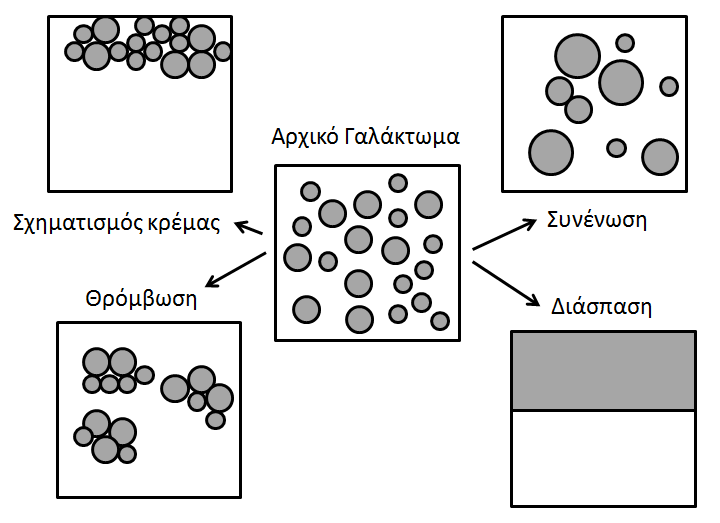 Αρχικό Γαλάκτωμα
Σχηματισμός κρέμας
Συνένωση
Θρόμβωση
Διάσπαση